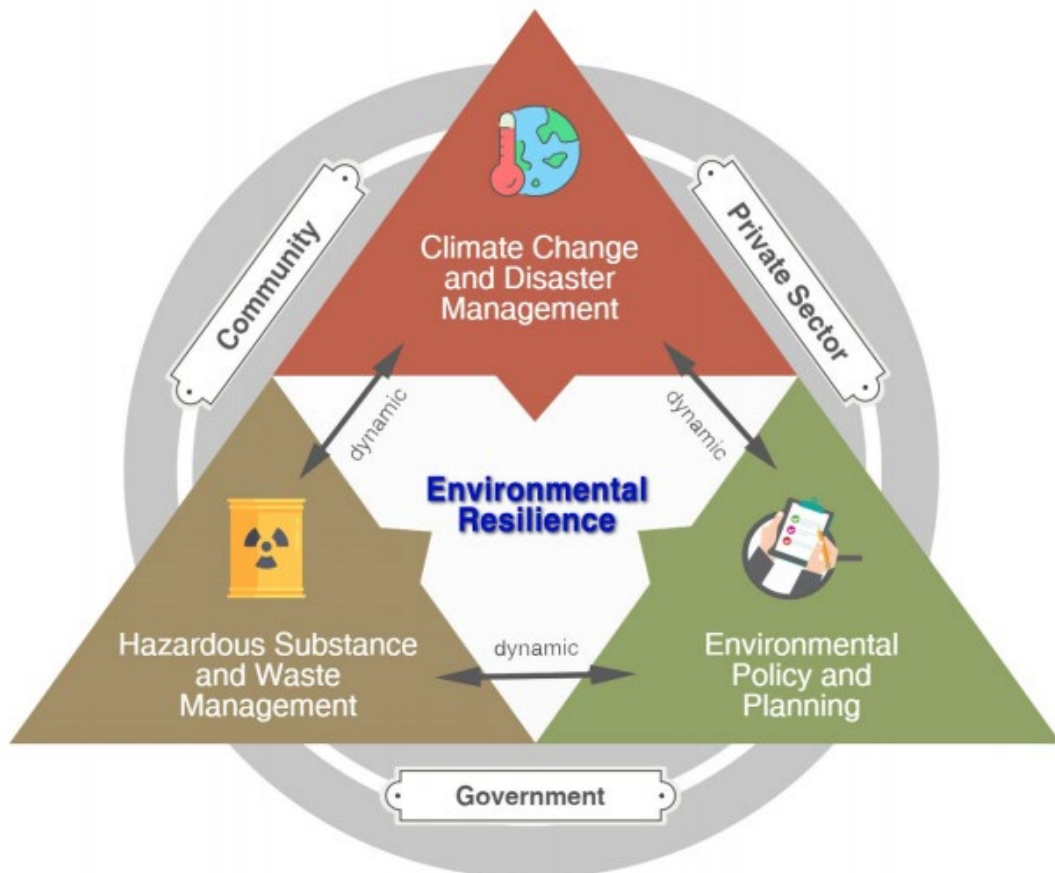 Climate Change
and Disaster
Management
Community
Private Sector
dynamic
dynamic
Environmental
Resilience
Hazardous Substance
and Waste
Management
dynamic
Environmental
Policy and
Planning
Government